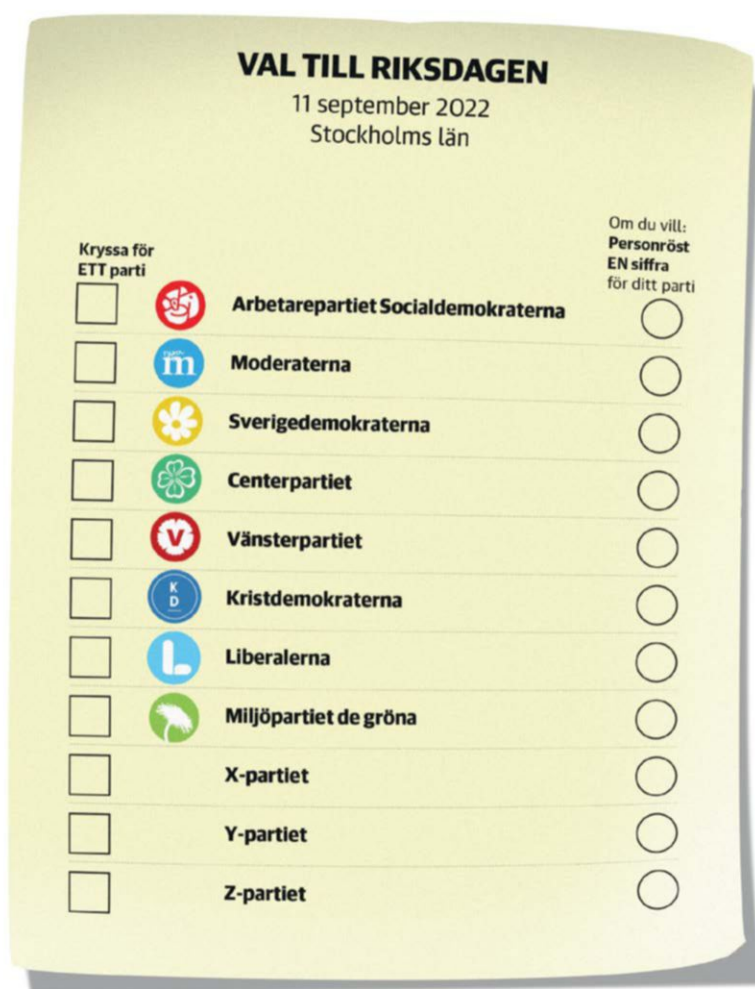 VAL TILL RIKSDAGEN
11 september 2022
Stockholms län
Kryssa för
ETT parti
Om du vill:
Personröst
EN siffra
för ditt parti
Arbetarepartiet Socialdemokraterna
m
Moderaterna
Sverigedemokraterna
Centerpartiet
V
Vänsterpartiet
K
D
Kristdemokraterna
L
Liberalerna
Miljöpartiet de gröna
X-partiet
Y-partiet
Z-partiet